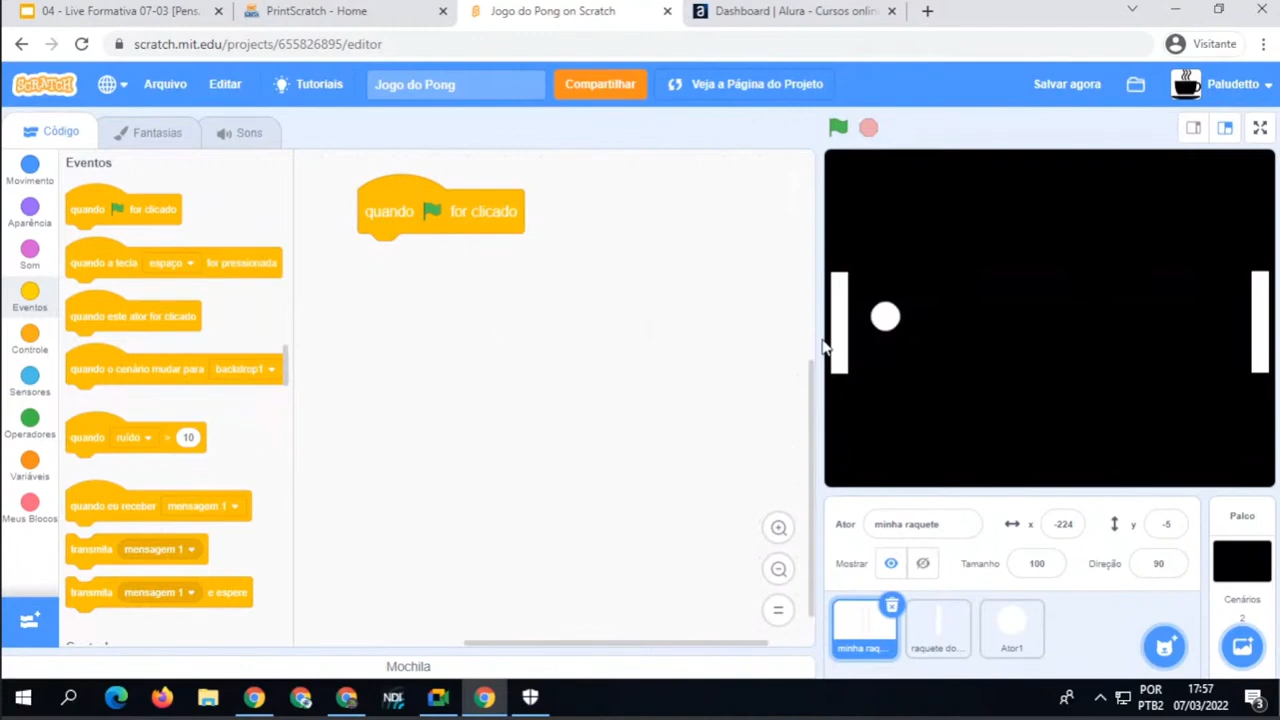 04 - Live Formativa 07-03 [Pens
PrintScratch - Home
Jogo do Pong on Scratch
Dashboard | Alura - Cursos onlin
scratch.mit.edu/projects/655826895/editor
Visitante
SCRATCH
Arquivo
Editar
Tutoriais
Jogo do Pong
Compartilhar
Veja a Página do Projeto
Salvar agora
Paludetto
Código
Fantasias
Sons
Movimento
Aparência
Som
Eventos
Controle
Sensores
Operadores
Variáveis
Meus Blocos
Eventos
quando for clicado
quando a tecla espaço for pressionada
quando este ator for clicado
quando o cenário mudar para backdrop1
quando ruído > 10
quando eu receber mensagem 1
transmita mensagem 1
transmita mensagem 1 e espere
quando for clicado
Ator minha raquete x -224 y -5
Mostrar Tamanho 100 Direção 90
minha raq...
raquete do...
Ator1
Palco
Cenários
2
Mochila
NDI
POR
PTB2
17:57
07/03/2022
3